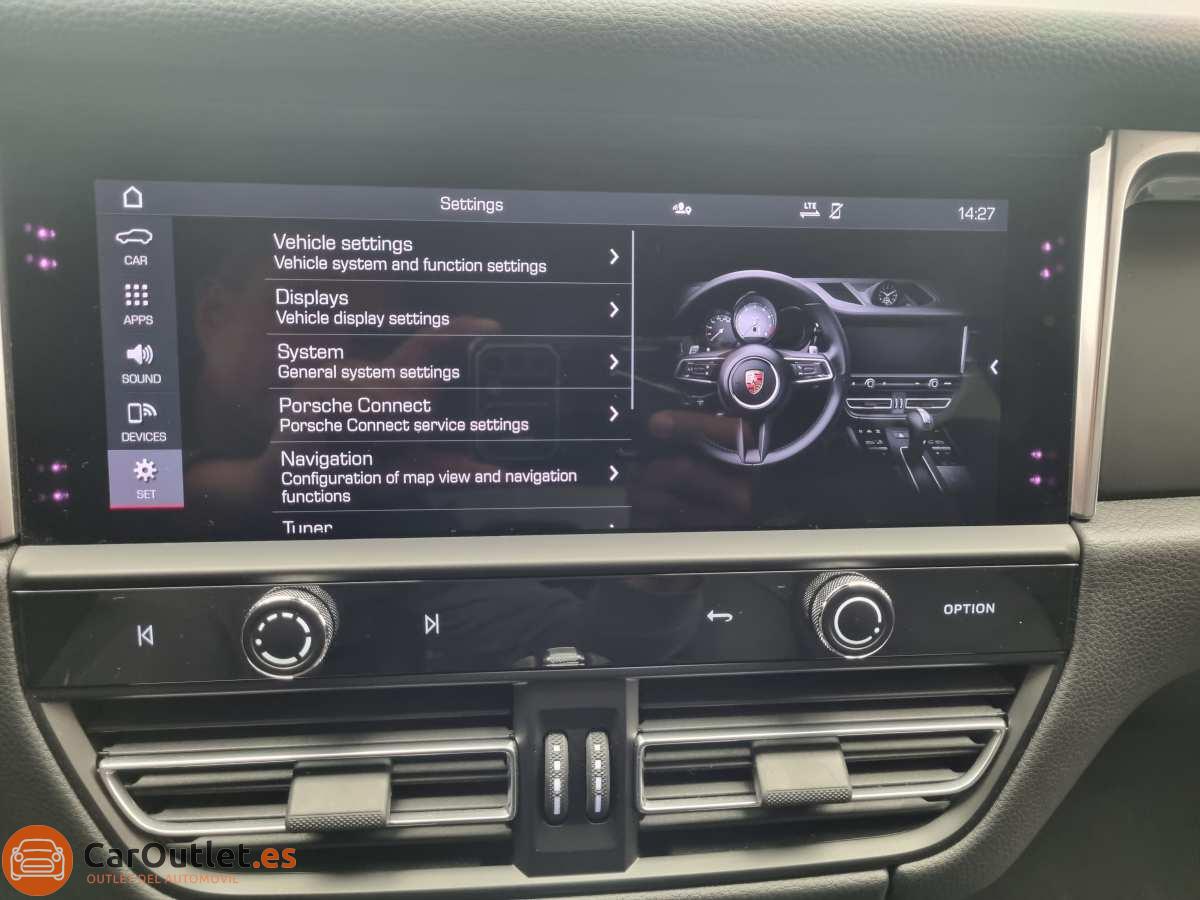 Settings
LTE
14:27
CAR
APPS
SOUND
DEVICES
SET
Vehicle settings
Vehicle system and function settings
Displays
Vehicle display settings
System
General system settings
Porsche Connect
Porsche Connect service settings
Navigation
Configuration of map view and navigation
functions
Tuner
OPTION
CarOutlet.es
OUTLET DEL AUTOMÓVIL